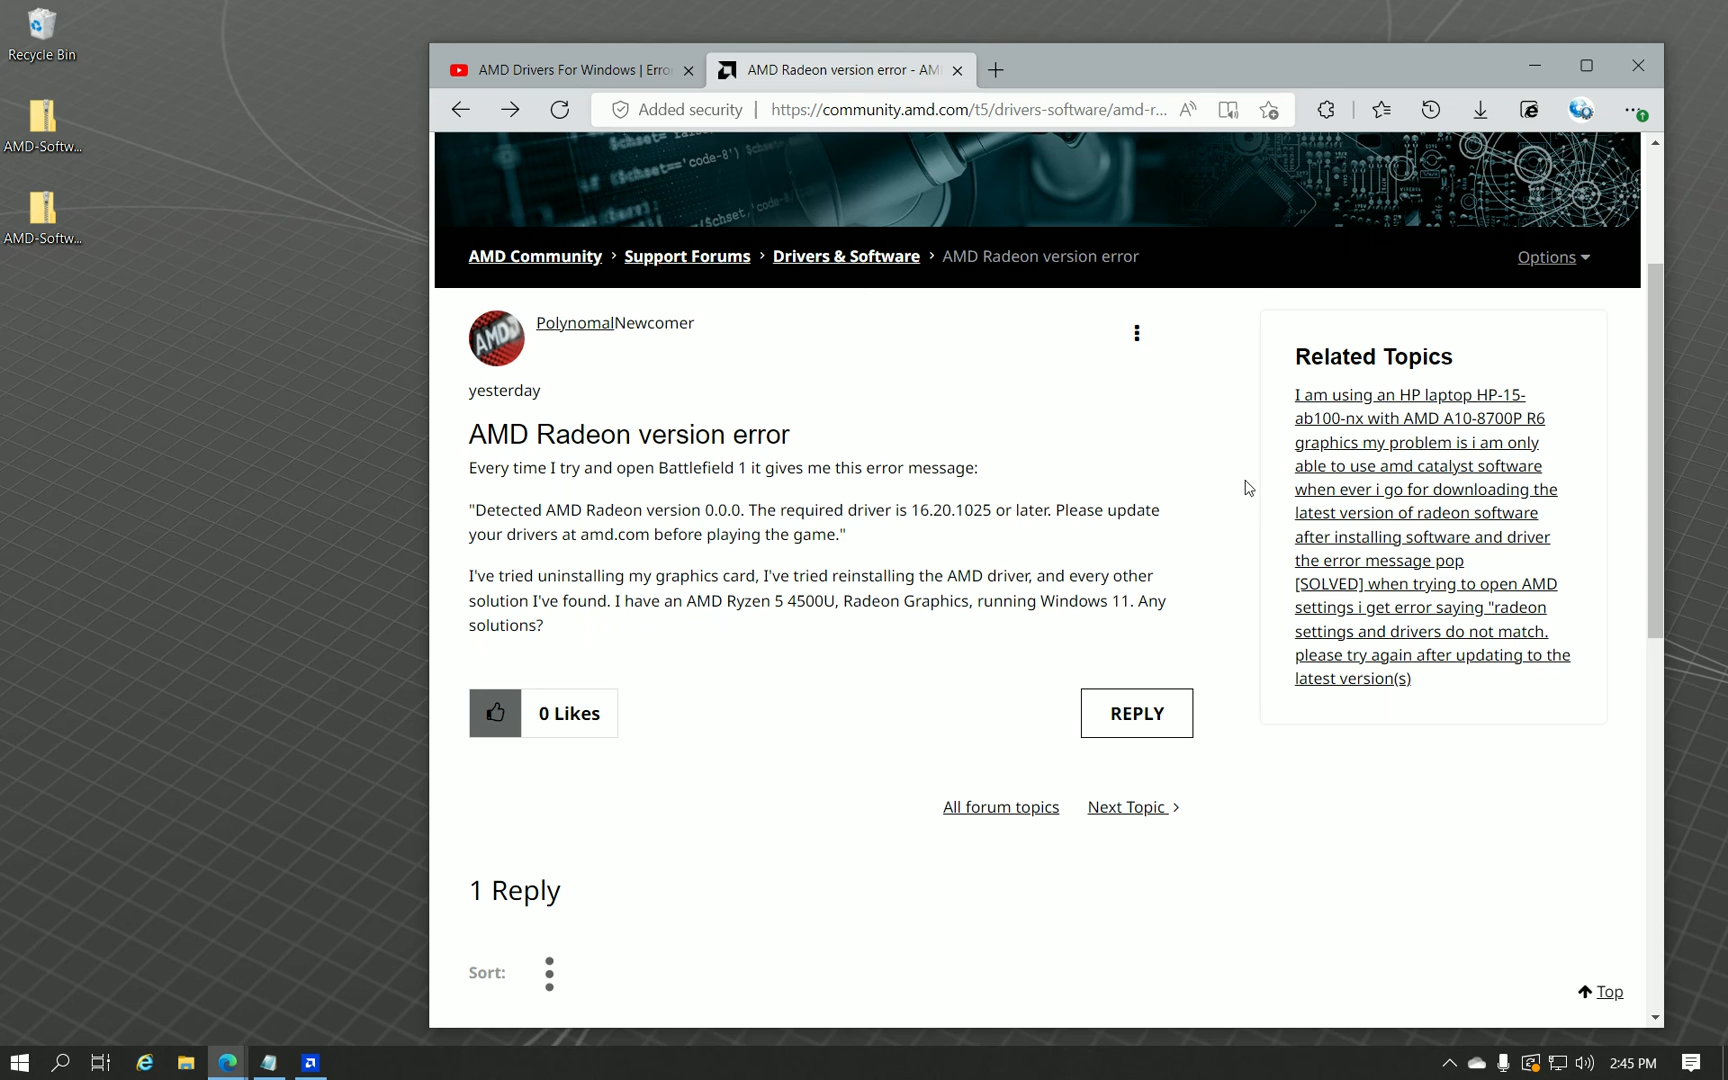 Recycle Bin
AMD-Softw...
AMD-Softw...
AMD Drivers For Windows | Erro
AMD Radeon version error - AM
Added security
https://community.amd.com/t5/drivers-software/amd-r...
$chset=
code-8') $chse
if ($chset
'/$chset,'code-8')
AMD Community › Support Forums › Drivers & Software › AMD Radeon version error
Options
AMD
PolynomalNewcomer
yesterday
AMD Radeon version error
Every time I try and open Battlefield 1 it gives me this error message:
"Detected AMD Radeon version 0.0.0. The required driver is 16.20.1025 or later. Please update
your drivers at amd.com before playing the game."
I've tried uninstalling my graphics card, I've tried reinstalling the AMD driver, and every other
solution I've found. I have an AMD Ryzen 5 4500U, Radeon Graphics, running Windows 11. Any
solutions?
0 Likes
REPLY
All forum topics
Next Topic
1 Reply
Sort:
Related Topics
I am using an HP laptop HP-15-
ab100-nx with AMD A10-8700P R6
graphics my problem is i am only
able to use amd catalyst software
when ever i go for downloading the
latest version of radeon software
after installing software and driver
the error message pop
[SOLVED] when trying to open AMD
settings i get error saying "radeon
settings and drivers do not match.
please try again after updating to the
latest version(s)
Top
2:45 PM